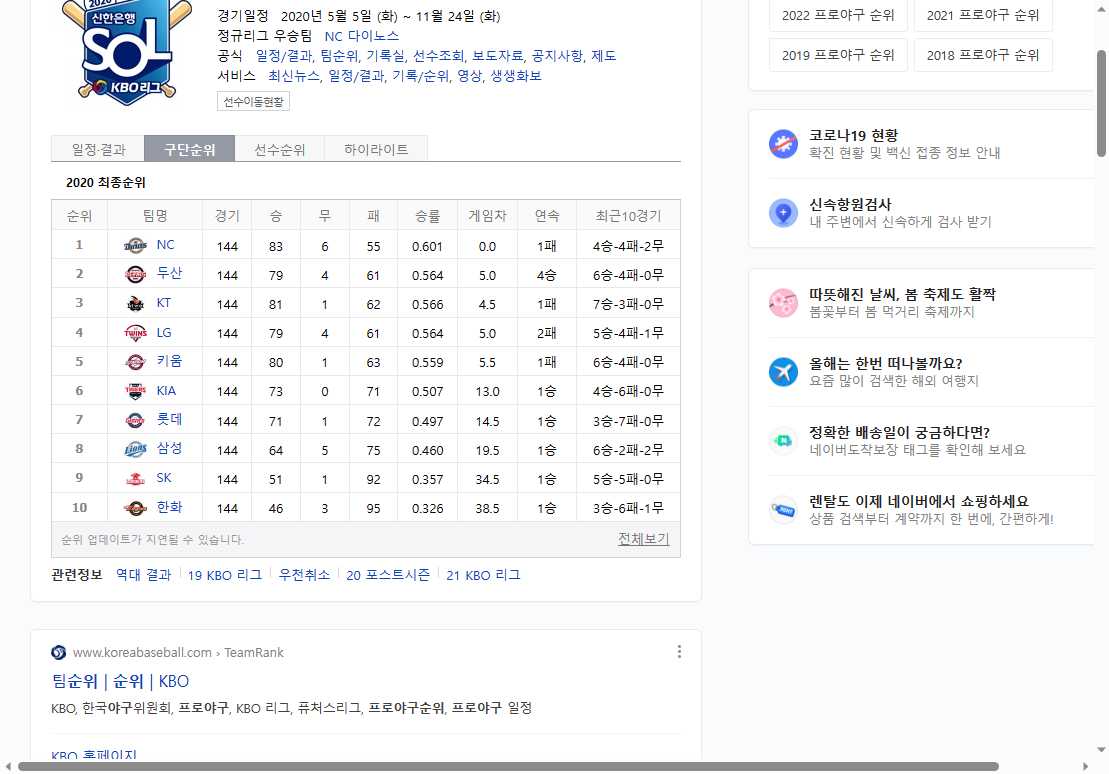 2020
신한은행
SOL
KBO리그
경기일정 2020년 5월 5일 (화) ~ 11월 24일 (화)
정규리그 우승팀 NC 다이노스
공식 일정/결과, 팀순위, 기록실, 선수조회, 보도자료, 공지사항, 제도
서비스 최신뉴스, 일정/결과, 기록/순위, 영상, 생생화보
선수이동현황
일정·결과 구단순위 선수순위 하이라이트
2020 최종순위
순위 팀명 경기 승 무 패 승률 게임차 연속 최근10경기
1 NC 144 83 6 55 0.601 0.0 1패 4승-4패-2무
2 두산 144 79 4 61 0.564 5.0 4승 6승-4패-0무
3 KT 144 81 1 62 0.566 4.5 1패 7승-3패-0무
4 LG 144 79 4 61 0.564 5.0 2패 5승-4패-1무
5 키움 144 80 1 63 0.559 5.5 1패 6승-4패-0무
6 KIA 144 73 0 71 0.507 13.0 1승 4승-6패-0무
7 롯데 144 71 1 72 0.497 14.5 1승 3승-7패-0무
8 삼성 144 64 5 75 0.460 19.5 1승 6승-2패-2무
9 SK 144 51 1 92 0.357 34.5 1승 5승-5패-0무
10 한화 144 46 3 95 0.326 38.5 1승 3승-6패-1무
순위 업데이트가 지연될 수 있습니다. 전체보기
관련정보 역대 결과 19 KBO 리그 우천취소 20 포스트시즌 21 KBO 리그
www.koreabaseball.com › TeamRank
팀순위 | 순위 | KBO
KBO, 한국야구위원회, 프로야구, KBO 리그, 퓨처스리그, 프로야구순위, 프로야구 일정
KBO 홈페이지
2022 프로야구 순위 2021 프로야구 순위
2019 프로야구 순위 2018 프로야구 순위
코로나19 현황
확진 현황 및 백신 접종 정보 안내
신속항원검사
내 주변에서 신속하게 검사 받기
따뜻해진 날씨, 봄 축제도 활짝
봄꽃부터 봄 먹거리 축제까지
올해는 한번 떠나볼까요?
요즘 많이 검색한 해외 여행지
정확한 배송일이 궁금하다면?
네이버도착보장 태그를 확인해 보세요
렌탈도 이제 네이버에서 쇼핑하세요
상품 검색부터 계약까지 한 번에, 간편하게!